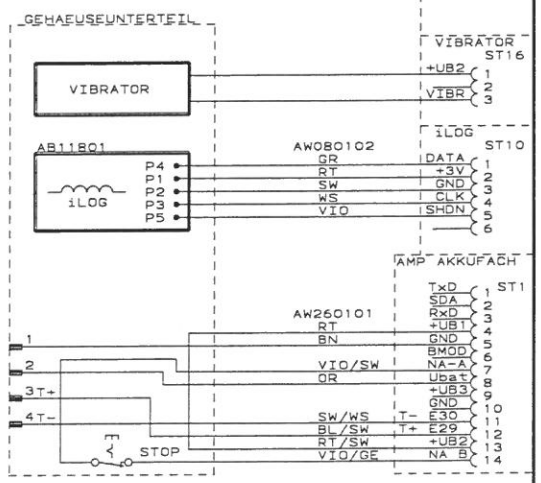 GEHAEUSEUNTERTEIL
VIBRATOR
ST16
+UB2 1
2
VIBR 3
VIBRATOR
iLOG
ST10
AB11801
AW080102
P4 GR DATA 1
P1 RT +3V 2
P2 SW GND 3
P3 WS CLK 4
P5 VIO SHDN 5
6
iLOG
AMP AKKUFACH
ST1
TxD 1
SDA 2
AW260101
RxD 3
RT +UB1 4
1 BN GND 5
BMOD 6
2 VIO/SW NA-A 7
OR Ubat 8
3 T+ +UB3 9
GND 10
4 T- SW/WS T- E30 11
BL/SW T+ E29 12
STOP RT/SW +UB2 13
VIO/GE NA B 14